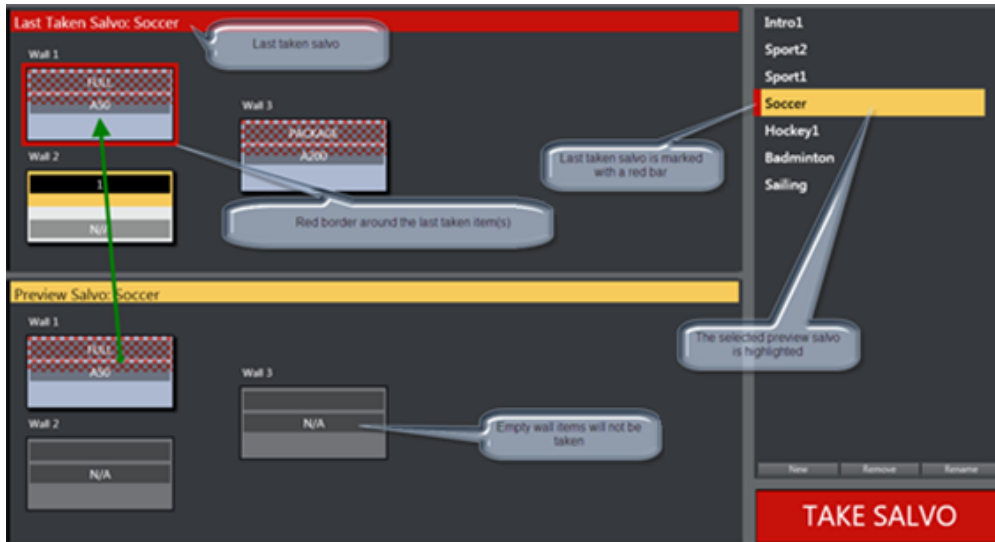 Last Taken Salvo: Soccer
Last taken salvo
Wall 1
FULL
A50
Wall 3
PACKAGE
A200
Wall 2
1
N/A
Red border around the last taken item(s)
Preview Salvo: Soccer
Wall 1
FULL
A50
Wall 3
N/A
Wall 2
N/A
Empty wall items will not be
taken
Intro1
Sport2
Sport1
Soccer
Hockey1
Badminton
Sailing
Last taken salvo is marked
with a red bar
The selected preview salvo
is highlighted
New Remove Rename
TAKE SALVO